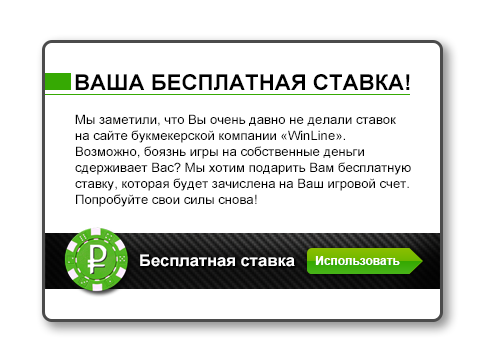 ВАША БЕСПЛАТНАЯ СТАВКА!
Мы заметили, что Вы очень давно не делали ставок
на сайте букмекерской компании «WinLine».
Возможно, боязнь игры на собственные деньги
сдерживает Вас? Мы хотим подарить Вам бесплатную
ставку, которая будет зачислена на Ваш игровой счет.
Попробуйте свои силы снова!
₽
Бесплатная ставка
Использовать